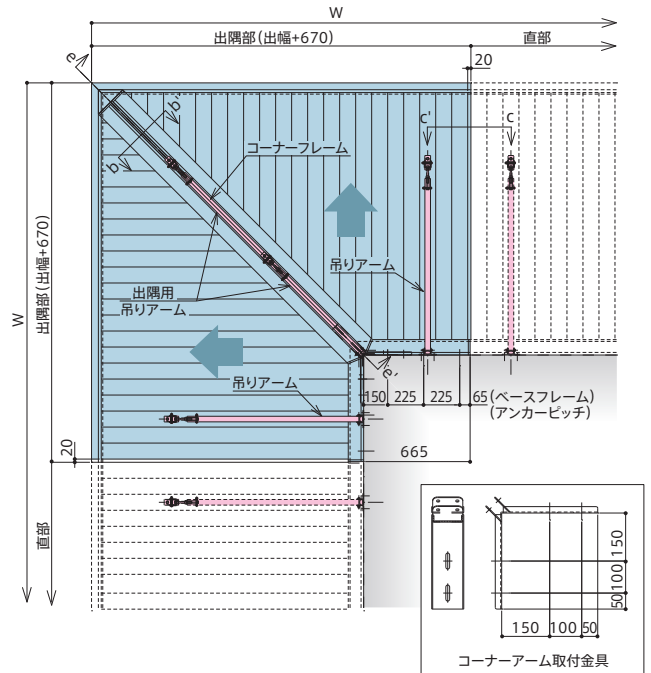 W
出隅部(出幅+670)
直部
20
e
b'
b
コーナーフレーム
c'
c
吊りアーム
出隅用
吊りアーム
出隅部(出幅+670)
W
e'
吊りアーム
150
225
225
65
(ベースフレーム)
(アンカーピッチ)
665
20
直部
150
100
50
150
100
50
コーナーアーム取付金具